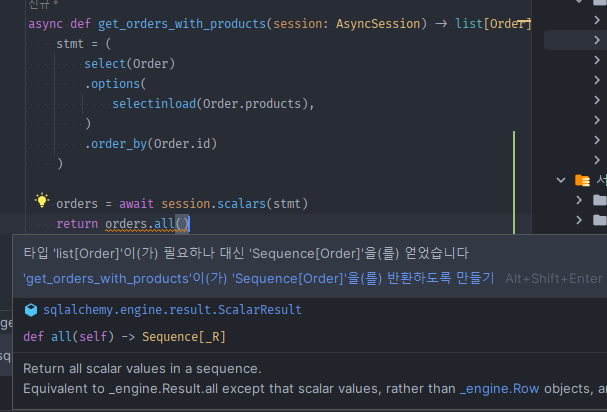 신규 *
async def get_orders_with_products(session: AsyncSession) -> list[Order]
stmt = (
select(Order)
.options(
selectinload(Order.products),
)
.order_by(Order.id)
)
orders = await session.scalars(stmt)
return orders.all()
타입 'list[Order]'이(가) 필요하나 대신 'Sequence[Order]'을(를) 얻었습니다
'get_orders_with_products'이(가) 'Sequence[Order]'을(를) 반환하도록 만들기 Alt+Shift+Enter
sqlalchemy.engine.result.ScalarResult
def all(self) -> Sequence[_R]
Return all scalar values in a sequence.
Equivalent to _engine.Result.all except that scalar values, rather than _engine.Row objects, a
ge
sq
서